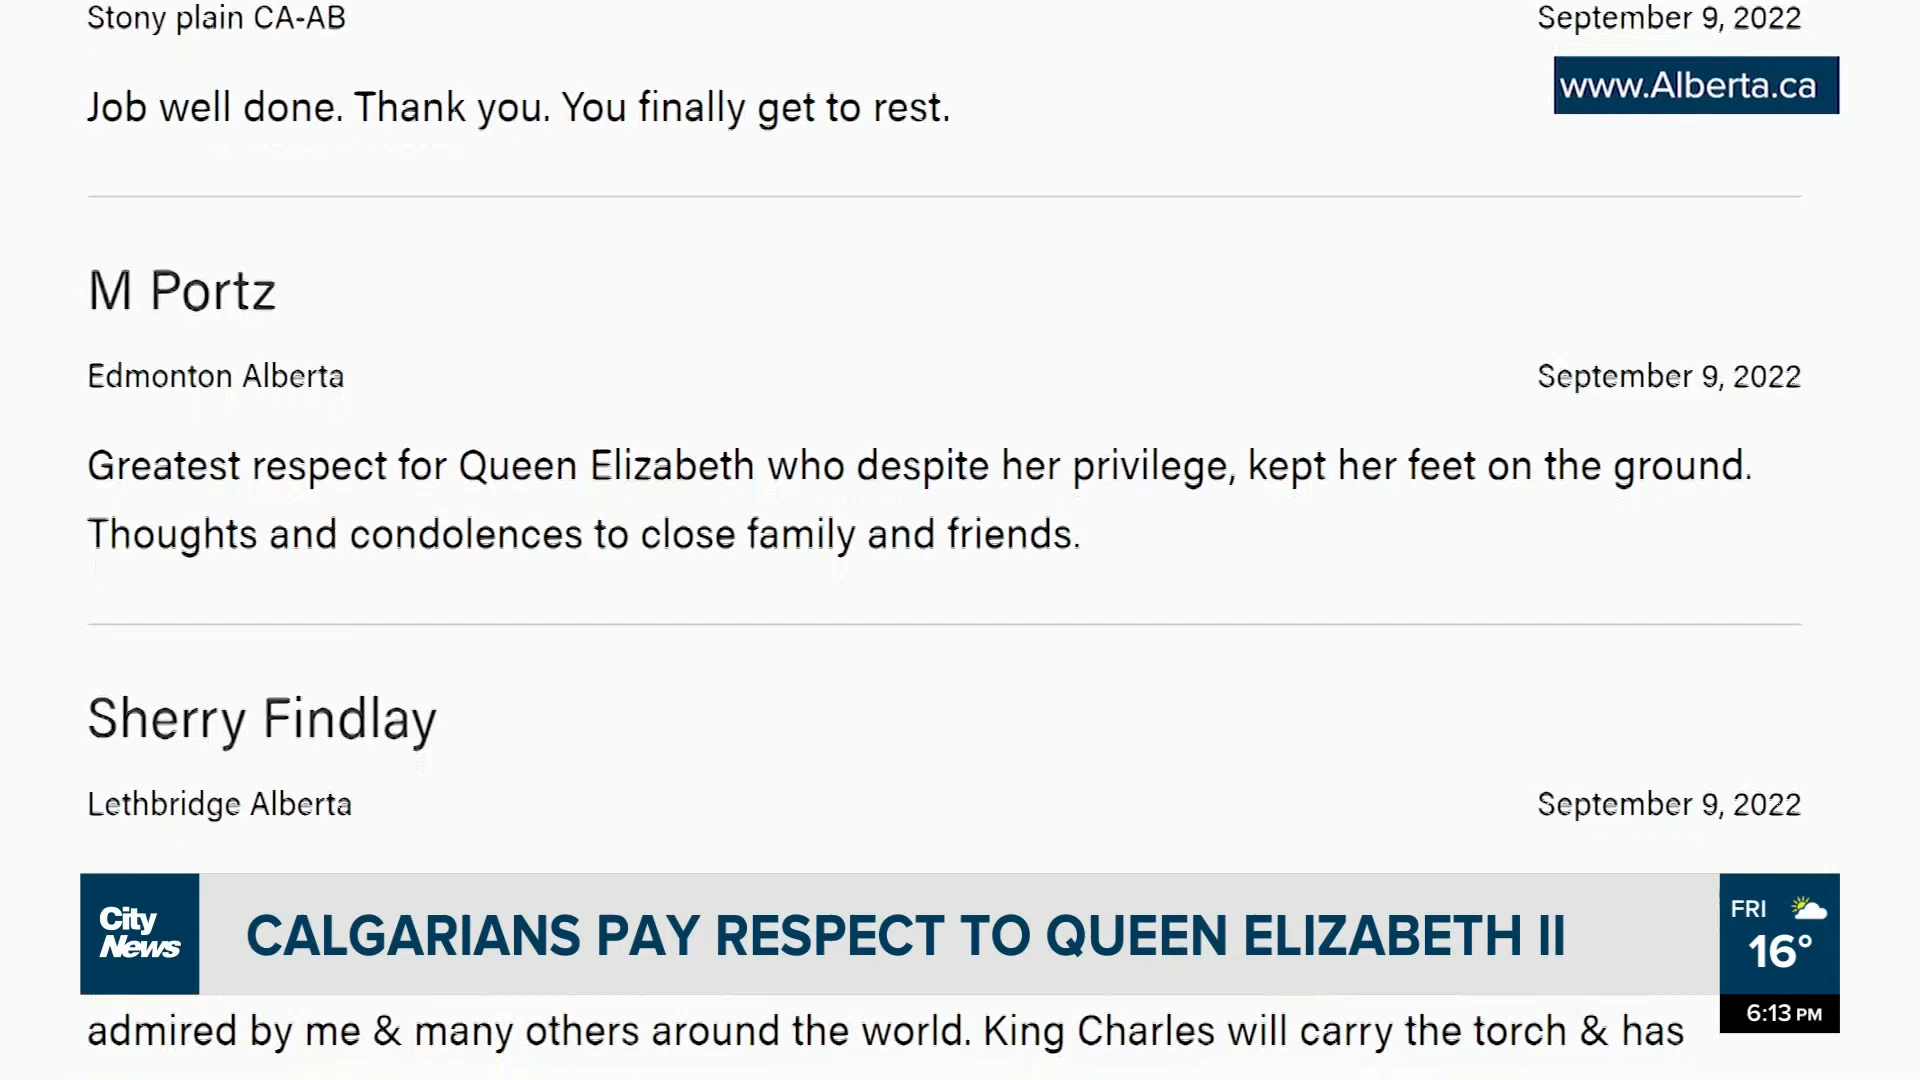 Stony plain CA-AB
September 9, 2022
www.Alberta.ca
Job well done. Thank you. You finally get to rest.
M Portz
Edmonton Alberta
September 9, 2022
Greatest respect for Queen Elizabeth who despite her privilege, kept her feet on the ground.
Thoughts and condolences to close family and friends.
Sherry Findlay
Lethbridge Alberta
September 9, 2022
City
News
CALGARIANS PAY RESPECT TO QUEEN ELIZABETH II
FRI
16°
6:13 PM
admired by me & many others around the world. King Charles will carry the torch & has